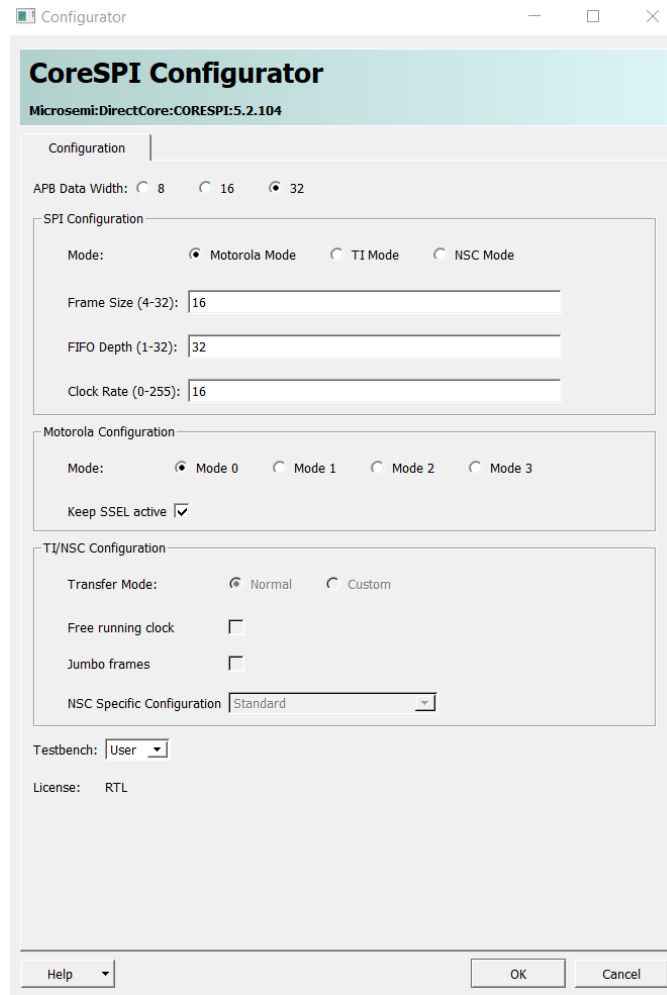 Configurator
CoreSPI Configurator
Microsemi:DirectCore:CORESPI:5.2.104
Configuration
APB Data Width: 8 16 32
SPI Configuration
Mode: Motorola Mode TI Mode NSC Mode
Frame Size (4-32): 16
FIFO Depth (1-32): 32
Clock Rate (0-255): 16
Motorola Configuration
Mode: Mode 0 Mode 1 Mode 2 Mode 3
Keep SSEL active
TI/NSC Configuration
Transfer Mode: Normal Custom
Free running clock
Jumbo frames
NSC Specific Configuration Standard
Testbench: User
License: RTL
Help OK Cancel